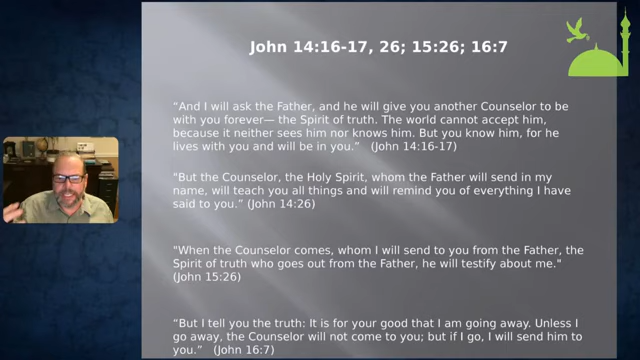 John 14:16-17, 26; 15:26; 16:7
“And I will ask the Father, and he will give you another Counselor to be
with you forever— the Spirit of truth. The world cannot accept him,
because it neither sees him nor knows him. But you know him, for he
lives with you and will be in you.”   (John 14:16-17)
"But the Counselor, the Holy Spirit, whom the Father will send in my
name, will teach you all things and will remind you of everything I have
said to you.” (John 14:26)
"When the Counselor comes, whom I will send to you from the Father, the
Spirit of truth who goes out from the Father, he will testify about me."
(John 15:26)
“But I tell you the truth: It is for your good that I am going away. Unless I
go away, the Counselor will not come to you; but if I go, I will send him to
you.”   (John 16:7)